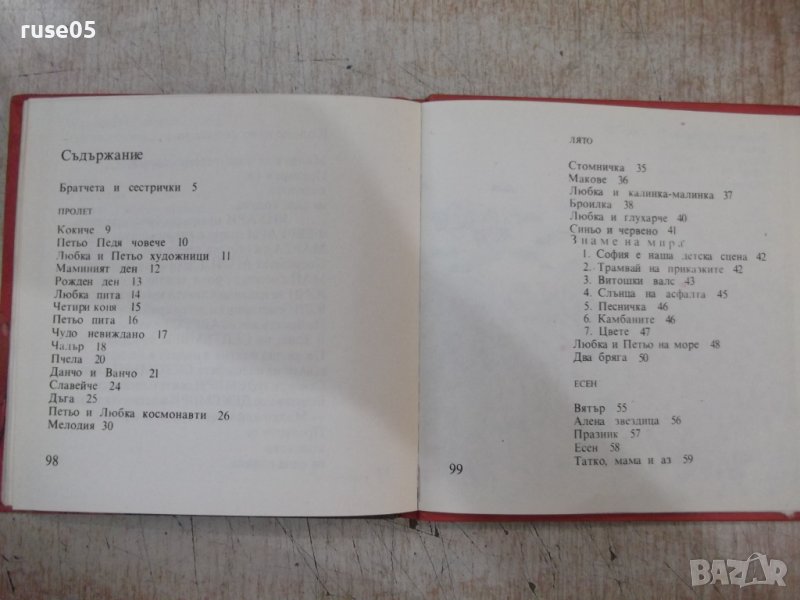 ruse05
Съдържание
Братчета и сестрички 5
ПРОЛЕТ
Кокиче 9
Петьо Педя човече 10
Любка и Петьо художници 11
Маминият ден 12
Рожден ден 13
Любка пита 14
Четири коня 15
Петьо пита 16
Чудо невиждано 17
Чадър 18
Пчела 20
Данчо и Ванчо 21
Славейче 24
Дъга 25
Петьо и Любка космонавти 26
Мелодия 30
98
ЛЯТО
Стомничка 35
Макове 36
Любка и калинка-малинка 37
Броилка 38
Любка и глухарче 40
Синьо и червено 41
Знаме на мира
1. София е наша детска сцена 42
2. Трамвай на приказките 42
3. Витошки валс 43
4. Слънца на асфалта 45
5. Песничка 46
6. Камбаните 46
7. Цвете 47
Любка и Петьо на море 48
Два бряга 50
ЕСЕН
Вятър 55
Алена звездица 56
Празник 57
Есен 58
Татко, мама и аз 59
99
BAZAR